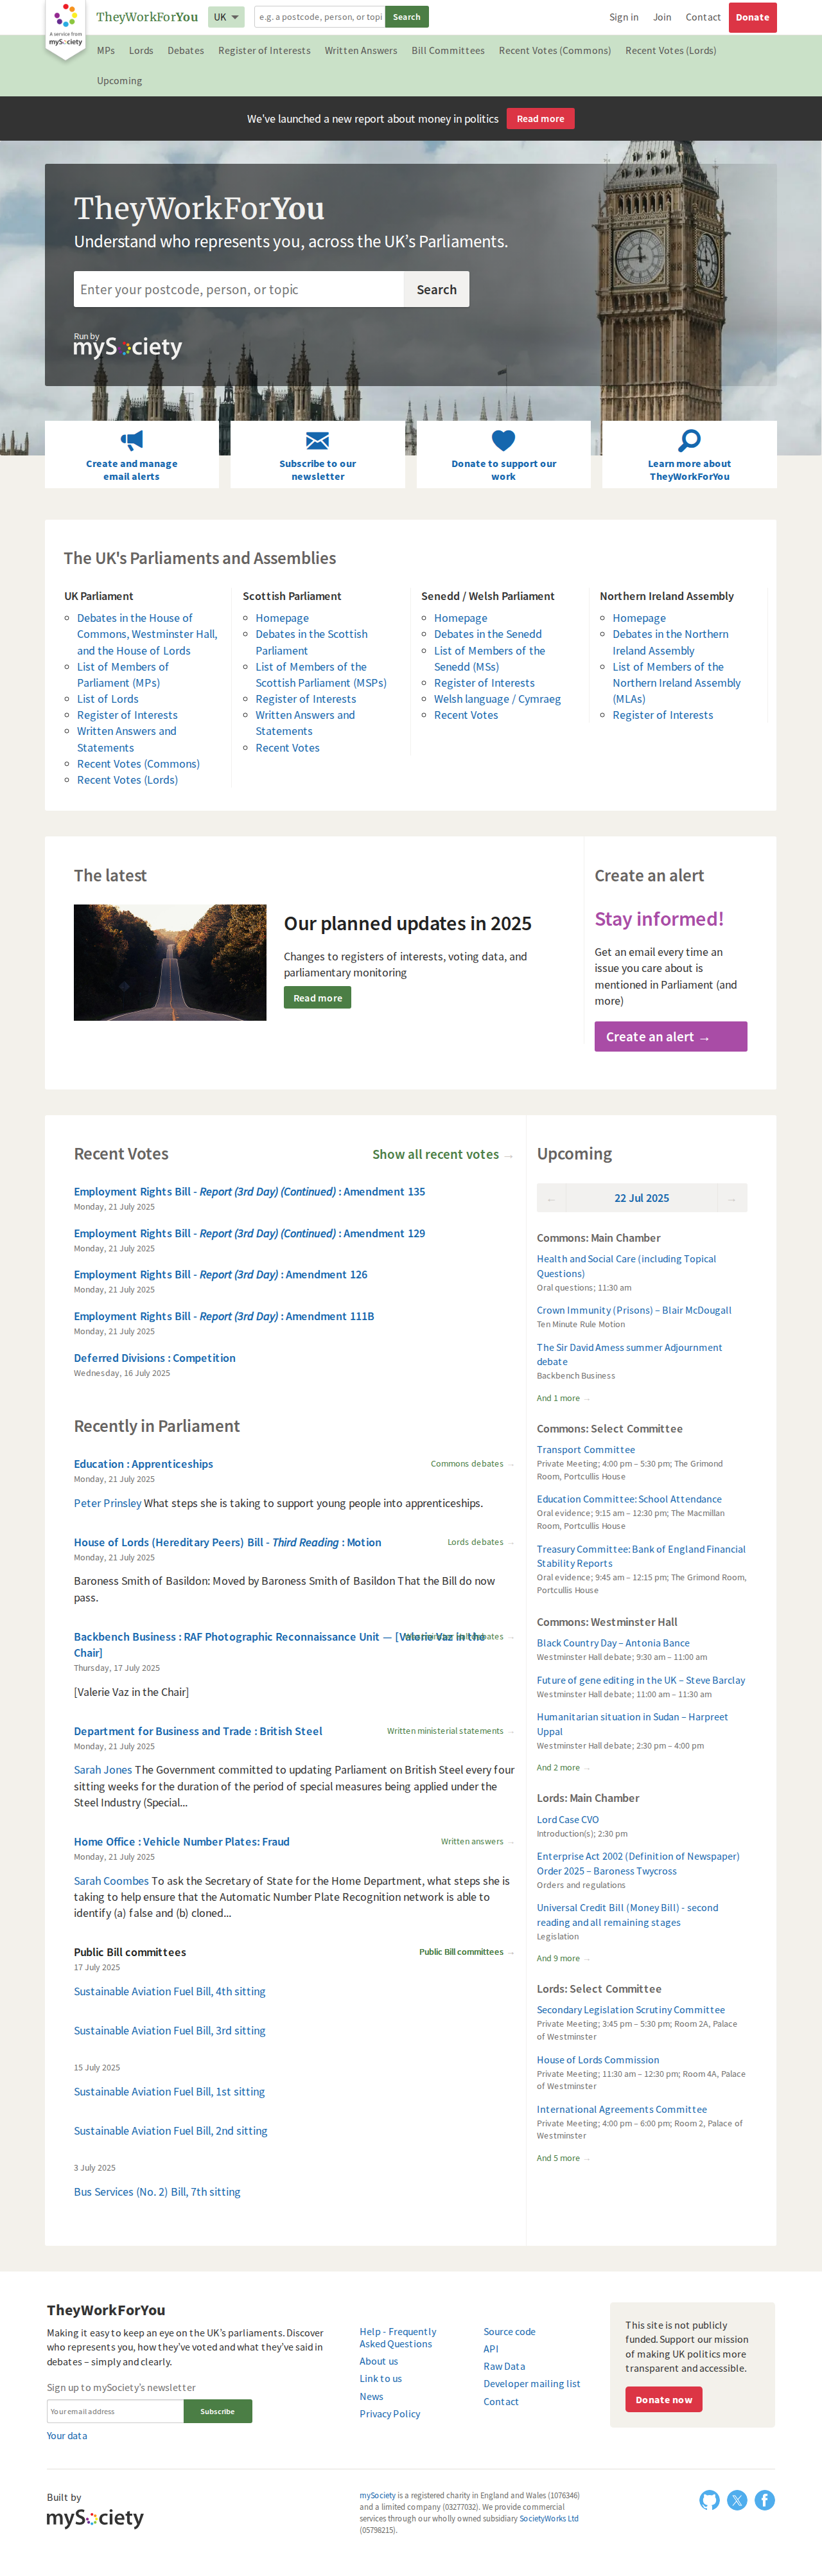 A service from
mySociety
TheyWorkForYou
UK
e.g. a postcode, person, or topi
Search
Sign in
Join
Contact
Donate
MPs
Lords
Debates
Register of Interests
Written Answers
Bill Committees
Recent Votes (Commons)
Recent Votes (Lords)
Upcoming
We've launched a new report about money in politics
Read more
TheyWorkForYou
Understand who represents you, across the UK's Parliaments.
Enter your postcode, person, or topic
Search
Run by
mySociety
Create and manage
email alerts
Subscribe to our
newsletter
Donate to support our
work
Learn more about
TheyWorkForYou
The UK's Parliaments and Assemblies
UK Parliament
Debates in the House of
Commons, Westminster Hall,
and the House of Lords
List of Members of
Parliament (MPs)
List of Lords
Register of Interests
Written Answers and
Statements
Recent Votes (Commons)
Recent Votes (Lords)
Scottish Parliament
Homepage
Debates in the Scottish
Parliament
List of Members of the
Scottish Parliament (MSPs)
Register of Interests
Written Answers and
Statements
Recent Votes
Senedd / Welsh Parliament
Homepage
Debates in the Senedd
List of Members of the
Senedd (MSs)
Register of Interests
Welsh language / Cymraeg
Recent Votes
Northern Ireland Assembly
Homepage
Debates in the Northern
Ireland Assembly
List of Members of the
Northern Ireland Assembly
(MLAs)
Register of Interests
The latest
Our planned updates in 2025
Changes to registers of interests, voting data, and
parliamentary monitoring
Read more
Create an alert
Stay informed!
Get an email every time an
issue you care about is
mentioned in Parliament (and
more)
Create an alert →
Recent Votes
Show all recent votes →
Employment Rights Bill - Report (3rd Day) (Continued) : Amendment 135
Monday, 21 July 2025
Employment Rights Bill - Report (3rd Day) (Continued) : Amendment 129
Monday, 21 July 2025
Employment Rights Bill - Report (3rd Day) : Amendment 126
Monday, 21 July 2025
Employment Rights Bill - Report (3rd Day) : Amendment 111B
Monday, 21 July 2025
Deferred Divisions : Competition
Wednesday, 16 July 2025
Recently in Parliament
Education : Apprenticeships
Commons debates →
Monday, 21 July 2025
Peter Prinsley What steps she is taking to support young people into apprenticeships.
House of Lords (Hereditary Peers) Bill - Third Reading : Motion
Lords debates →
Monday, 21 July 2025
Baroness Smith of Basildon: Moved by Baroness Smith of Basildon That the Bill do now
pass.
Backbench Business : RAF Photographic Reconnaissance Unit — [Valerie Vaz in the
Chair]
Westminster Hall debates →
Thursday, 17 July 2025
[Valerie Vaz in the Chair]
Department for Business and Trade : British Steel
Written ministerial statements →
Monday, 21 July 2025
Sarah Jones The Government committed to updating Parliament on British Steel every four
sitting weeks for the duration of the period of special measures being applied under the
Steel Industry (Special...
Home Office : Vehicle Number Plates: Fraud
Written answers →
Monday, 21 July 2025
Sarah Coombes To ask the Secretary of State for the Home Department, what steps she is
taking to help ensure that the Automatic Number Plate Recognition network is able to
identify (a) false and (b) cloned...
Public Bill committees
Public Bill committees →
17 July 2025
Sustainable Aviation Fuel Bill, 4th sitting
Sustainable Aviation Fuel Bill, 3rd sitting
15 July 2025
Sustainable Aviation Fuel Bill, 1st sitting
Sustainable Aviation Fuel Bill, 2nd sitting
3 July 2025
Bus Services (No. 2) Bill, 7th sitting
Upcoming
← 22 Jul 2025 →
Commons: Main Chamber
Health and Social Care (including Topical
Questions)
Oral questions; 11:30 am
Crown Immunity (Prisons) – Blair McDougall
Ten Minute Rule Motion
The Sir David Amess summer Adjournment
debate
Backbench Business
And 1 more →
Commons: Select Committee
Transport Committee
Private Meeting; 4:00 pm – 5:30 pm; The Grimond
Room, Portcullis House
Education Committee: School Attendance
Oral evidence; 9:15 am – 12:30 pm; The Macmillan
Room, Portcullis House
Treasury Committee: Bank of England Financial
Stability Reports
Oral evidence; 9:45 am – 12:15 pm; The Grimond Room,
Portcullis House
Commons: Westminster Hall
Black Country Day – Antonia Bance
Westminster Hall debate; 9:30 am – 11:00 am
Future of gene editing in the UK – Steve Barclay
Westminster Hall debate; 11:00 am – 11:30 am
Humanitarian situation in Sudan – Harpreet
Uppal
Westminster Hall debate; 2:30 pm – 4:00 pm
And 2 more →
Lords: Main Chamber
Lord Case CVO
Introduction(s); 2:30 pm
Enterprise Act 2002 (Definition of Newspaper)
Order 2025 – Baroness Twycross
Orders and regulations
Universal Credit Bill (Money Bill) - second
reading and all remaining stages
Legislation
And 9 more →
Lords: Select Committee
Secondary Legislation Scrutiny Committee
Private Meeting; 3:45 pm – 5:30 pm; Room 2A, Palace
of Westminster
House of Lords Commission
Private Meeting; 11:30 am – 12:30 pm; Room 4A, Palace
of Westminster
International Agreements Committee
Private Meeting; 4:00 pm – 6:00 pm; Room 2, Palace of
Westminster
And 5 more →
TheyWorkForYou
Making it easy to keep an eye on the UK's parliaments. Discover
who represents you, how they've voted and what they've said in
debates – simply and clearly.
Sign up to mySociety's newsletter
Your email address
Subscribe
Your data
Help - Frequently
Asked Questions
About us
Link to us
News
Privacy Policy
Source code
API
Raw Data
Developer mailing list
Contact
This site is not publicly
funded. Support our mission
of making UK politics more
transparent and accessible.
Donate now
Built by
mySociety
mySociety is a registered charity in England and Wales (1076346)
and a limited company (03277032). We provide commercial
services through our wholly owned subsidiary SocietyWorks Ltd
(05798215).